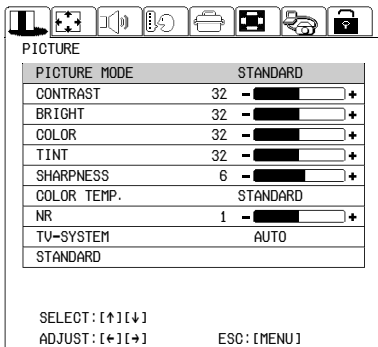 PICTURE
PICTURE MODE STANDARD
CONTRAST 32 - +
BRIGHT 32 - +
COLOR 32 - +
TINT 32 - +
SHARPNESS 6 - +
COLOR TEMP. STANDARD
NR 1 - +
TV-SYSTEM AUTO
STANDARD
SELECT:[↑][↓]
ADJUST:[←][→] ESC:[MENU]